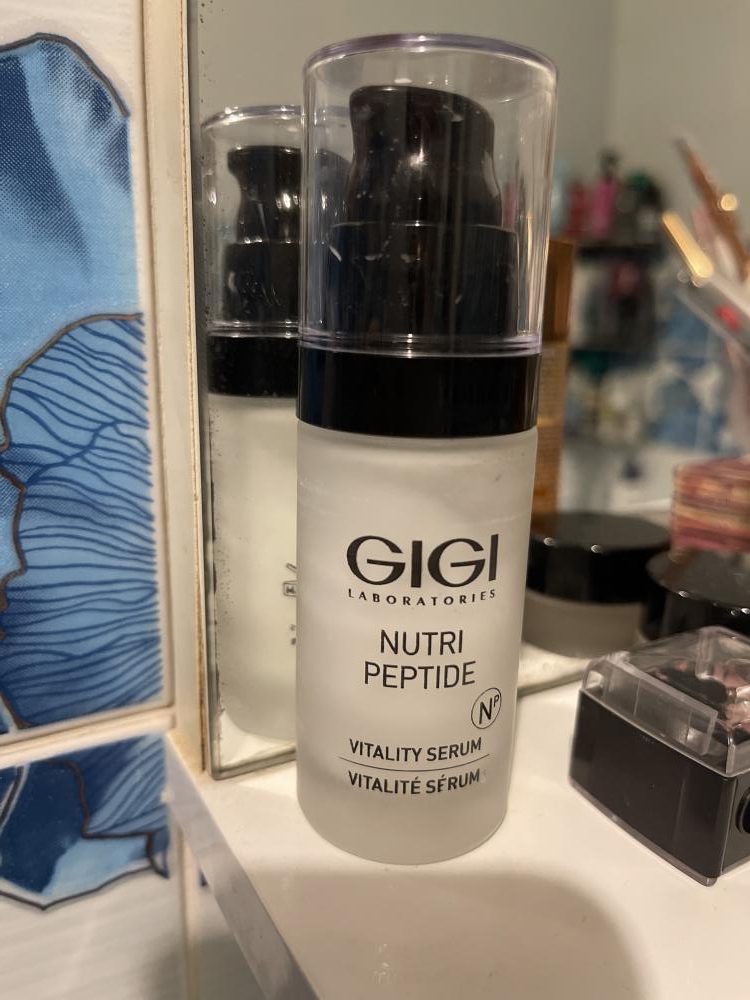 GIGI
LABORATORIES
NUTRI
PEPTIDE
NP
VITALITY SERUM
VITALITÉ SÉRUM